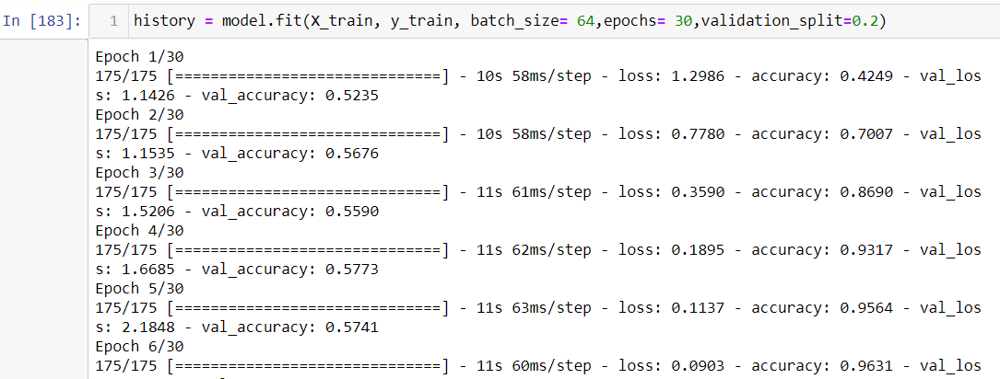 In [183]: 1 history = model.fit(X_train, y_train, batch_size= 64,epochs= 30,validation_split=0.2)
Epoch 1/30
175/175 [==============================] - 10s 58ms/step - loss: 1.2986 - accuracy: 0.4249 - val_los
s: 1.1426 - val_accuracy: 0.5235
Epoch 2/30
175/175 [==============================] - 10s 58ms/step - loss: 0.7780 - accuracy: 0.7007 - val_los
s: 1.1535 - val_accuracy: 0.5676
Epoch 3/30
175/175 [==============================] - 11s 61ms/step - loss: 0.3590 - accuracy: 0.8690 - val_los
s: 1.5206 - val_accuracy: 0.5590
Epoch 4/30
175/175 [==============================] - 11s 62ms/step - loss: 0.1895 - accuracy: 0.9317 - val_los
s: 1.6685 - val_accuracy: 0.5773
Epoch 5/30
175/175 [==============================] - 11s 63ms/step - loss: 0.1137 - accuracy: 0.9564 - val_los
s: 2.1848 - val_accuracy: 0.5741
Epoch 6/30
175/175 [==============================] - 11s 60ms/step - loss: 0.0903 - accuracy: 0.9631 - val_los